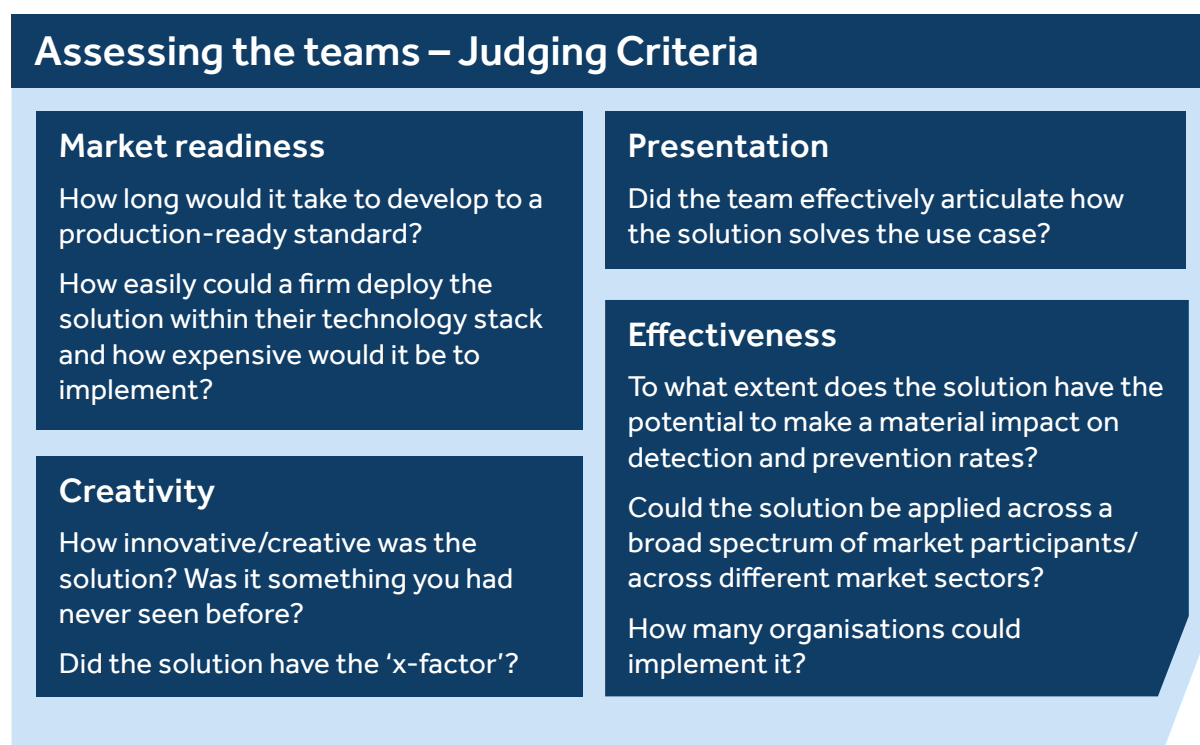 Assessing the teams – Judging Criteria
Market readiness
How long would it take to develop to a
production-ready standard?
How easily could a firm deploy the
solution within their technology stack
and how expensive would it be to
implement?
Creativity
How innovative/creative was the
solution? Was it something you had
never seen before?
Did the solution have the ‘x-factor’?
Presentation
Did the team effectively articulate how
the solution solves the use case?
Effectiveness
To what extent does the solution have the
potential to make a material impact on
detection and prevention rates?
Could the solution be applied across a
broad spectrum of market participants/
across different market sectors?
How many organisations could
implement it?